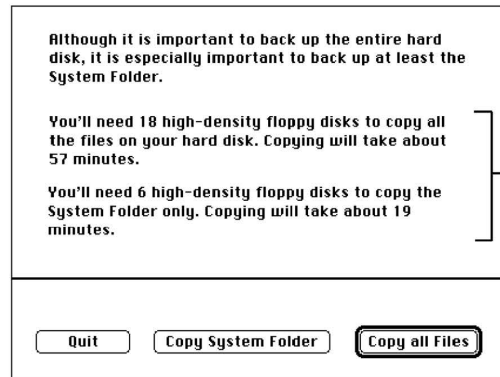 Although it is important to back up the entire hard
disk, it is especially important to back up at least the
System Folder.
You'll need 18 high-density floppy disks to copy all
the files on your hard disk. Copying will take about
57 minutes.
You'll need 6 high-density floppy disks to copy the
System Folder only. Copying will take about 19
minutes.
Quit
Copy System Folder
Copy all Files